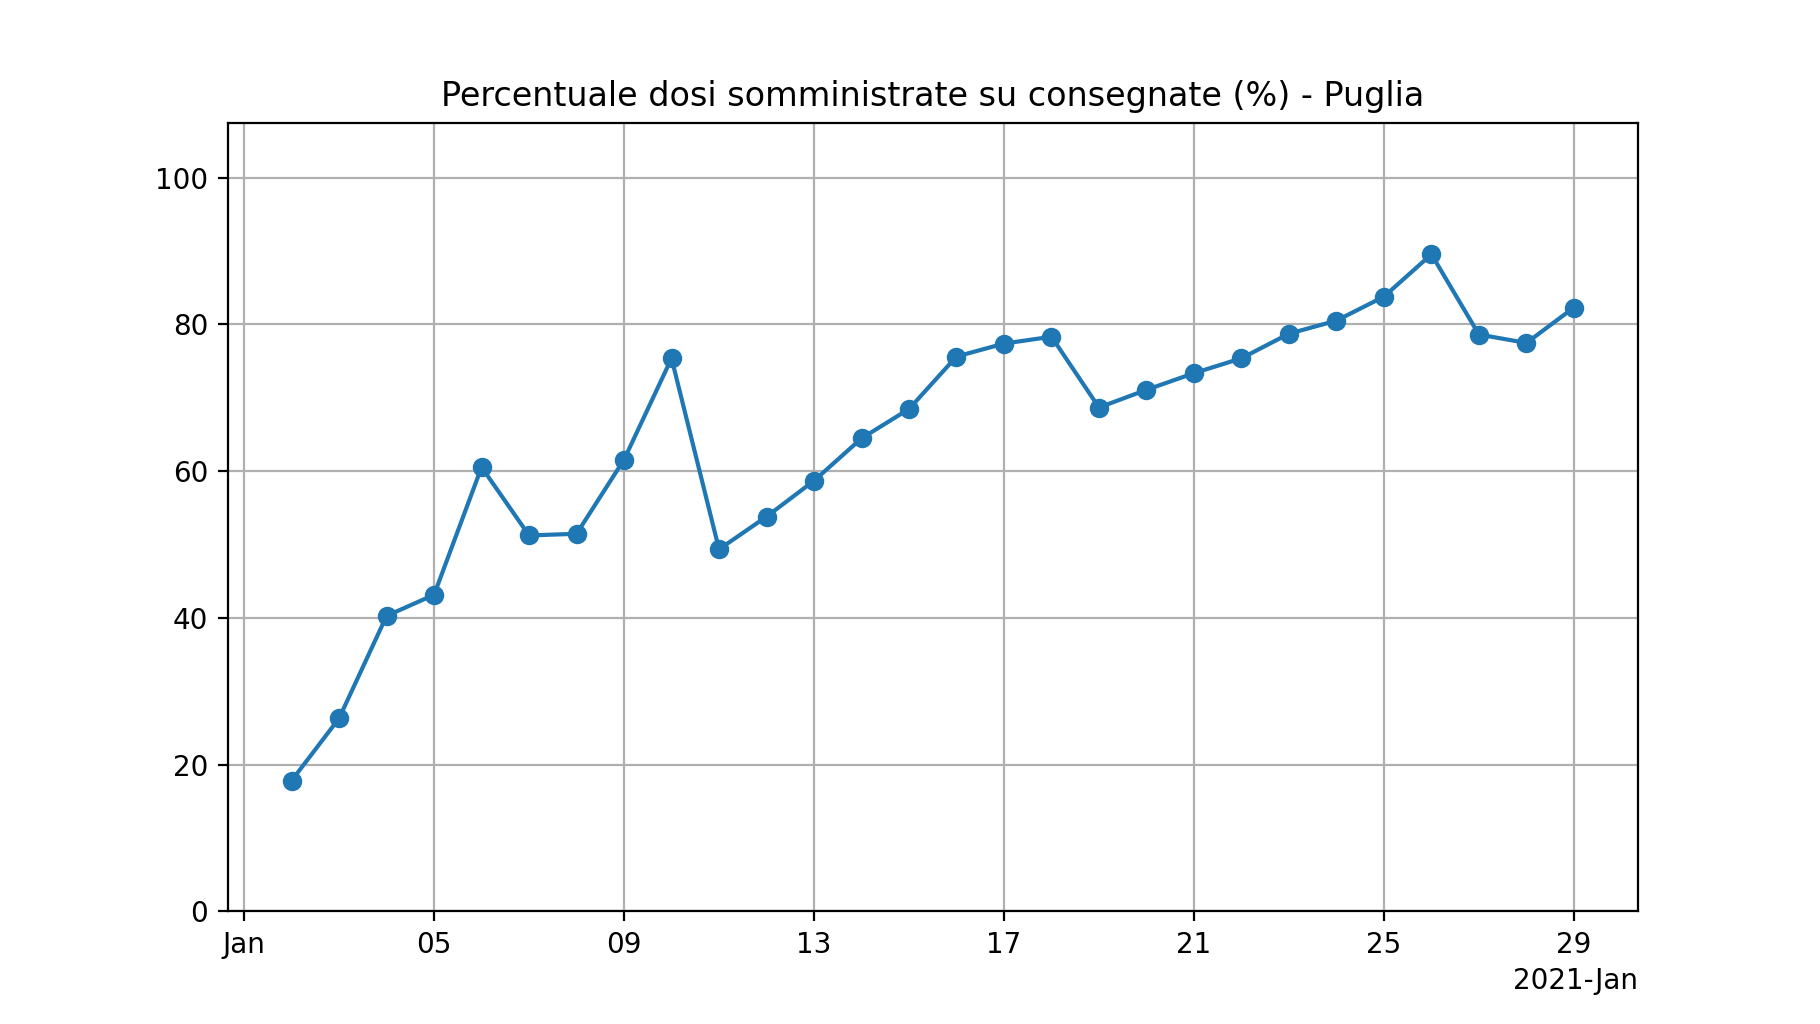 Percentuale dosi somministrate su consegnate (%) - Puglia
100
80
60
40
20
0
Jan 05 09 13 17 21 25 29
2021-Jan